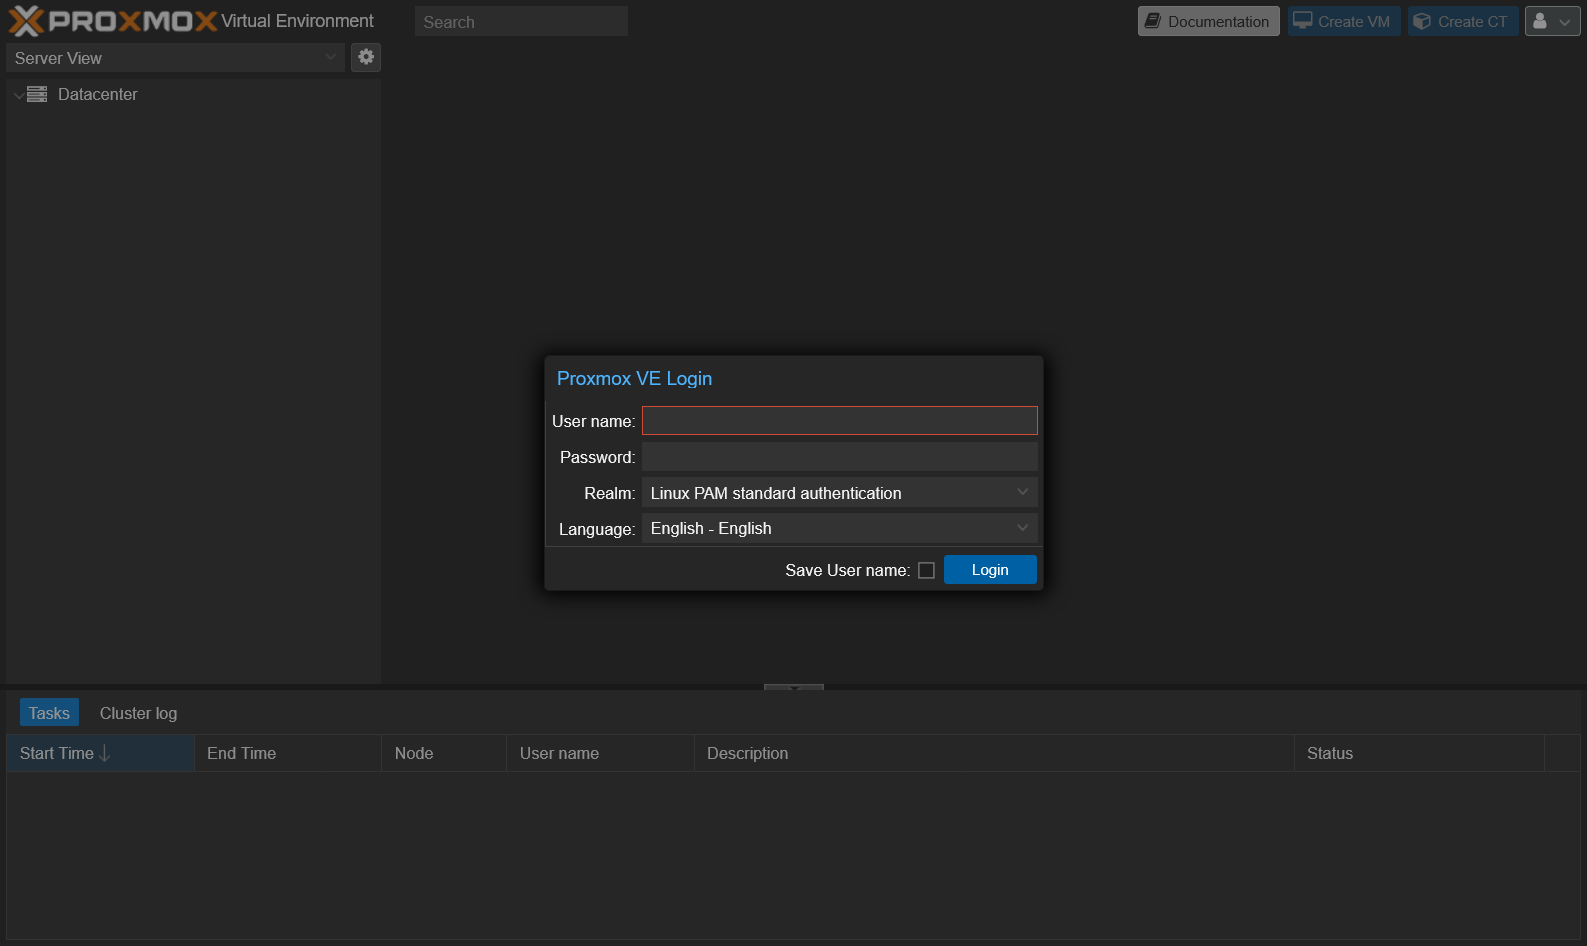 PROXMOX Virtual Environment
Search
Documentation
Create VM
Create CT
Server View
Datacenter
Proxmox VE Login
User name:
Password:
Realm: Linux PAM standard authentication
Language: English - English
Save User name:
Login
Tasks
Cluster log
Start Time
End Time
Node
User name
Description
Status